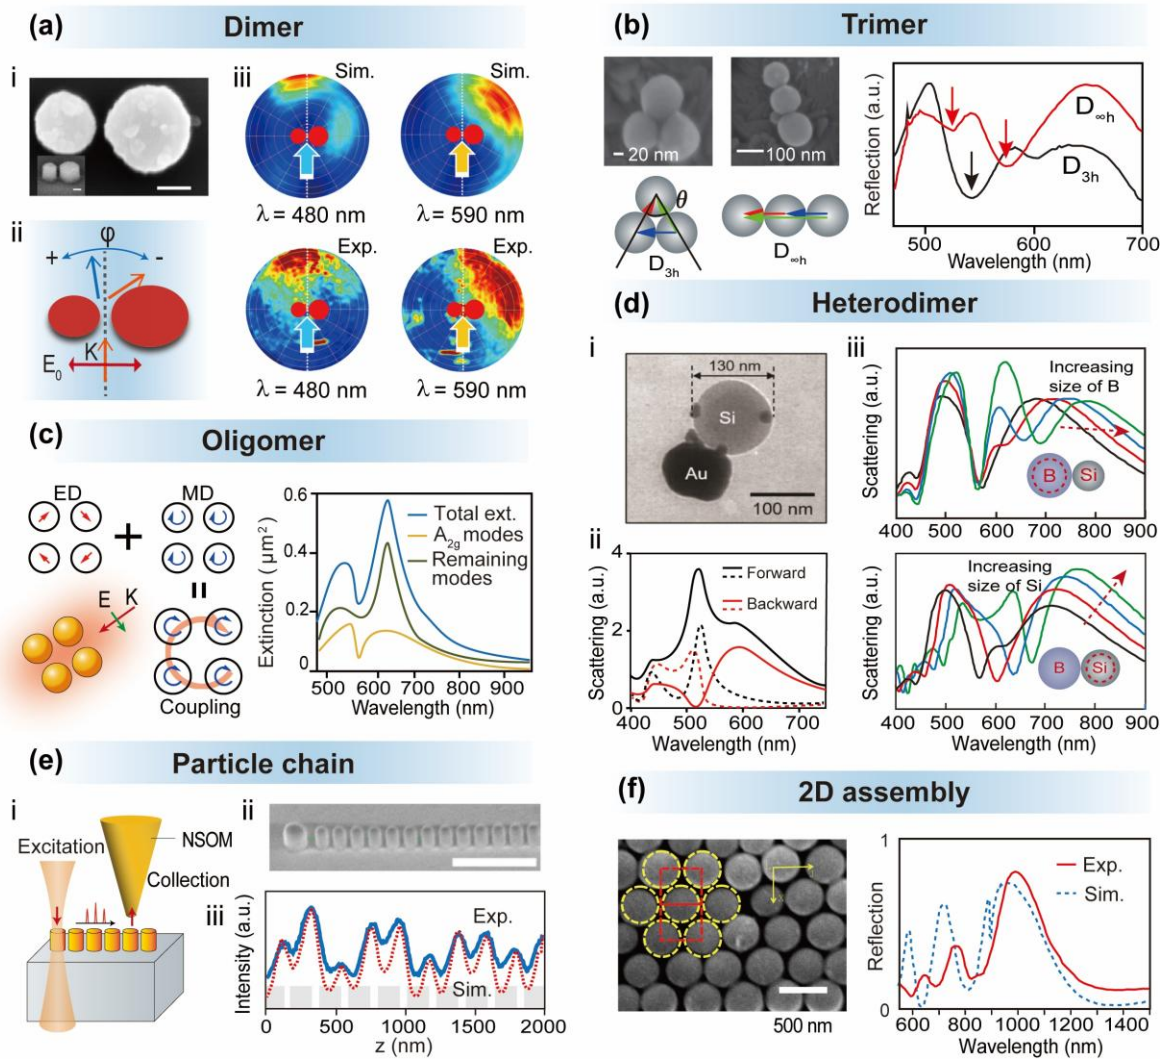 (a) Dimer
i
iii
Sim.
Sim.
λ = 480 nm
λ = 590 nm
ii
φ
+
-
K
E₀
Exp.
Exp.
λ = 480 nm
λ = 590 nm
(b) Trimer
20 nm
100 nm
θ
D₃ₕ
D∞ₕ
Reflection (a.u.)
D∞ₕ
D₃ₕ
500 600 700
Wavelength (nm)
(c) Oligomer
ED
MD
+
=
E
K
Coupling
Extinction ( μm²)
0.6
0.4
0.2
0
Total ext.
A₂g modes
Remaining
modes
500 600 700 800 900
Wavelength (nm)
(d) Heterodimer
i
130 nm
Si
Au
100 nm
ii
Scattering (a.u.)
4
2
0
Forward
Backward
400 500 600 700
Wavelength (nm)
iii
Scattering (a.u.)
Increasing
size of B
B
Si
400 500 600 700 800 900
Scattering (a.u.)
Increasing
size of Si
B
Si
400 500 600 700 800 900
Wavelength (nm)
(e) Particle chain
i
Excitation
NSOM
Collection
ii
iii
Intensity (a.u.)
Exp.
Sim.
0 500 1000 1500 2000
z (nm)
(f) 2D assembly
500 nm
Reflection
1
0
Exp.
Sim.
600 800 1000 1200 1400
Wavelength (nm)